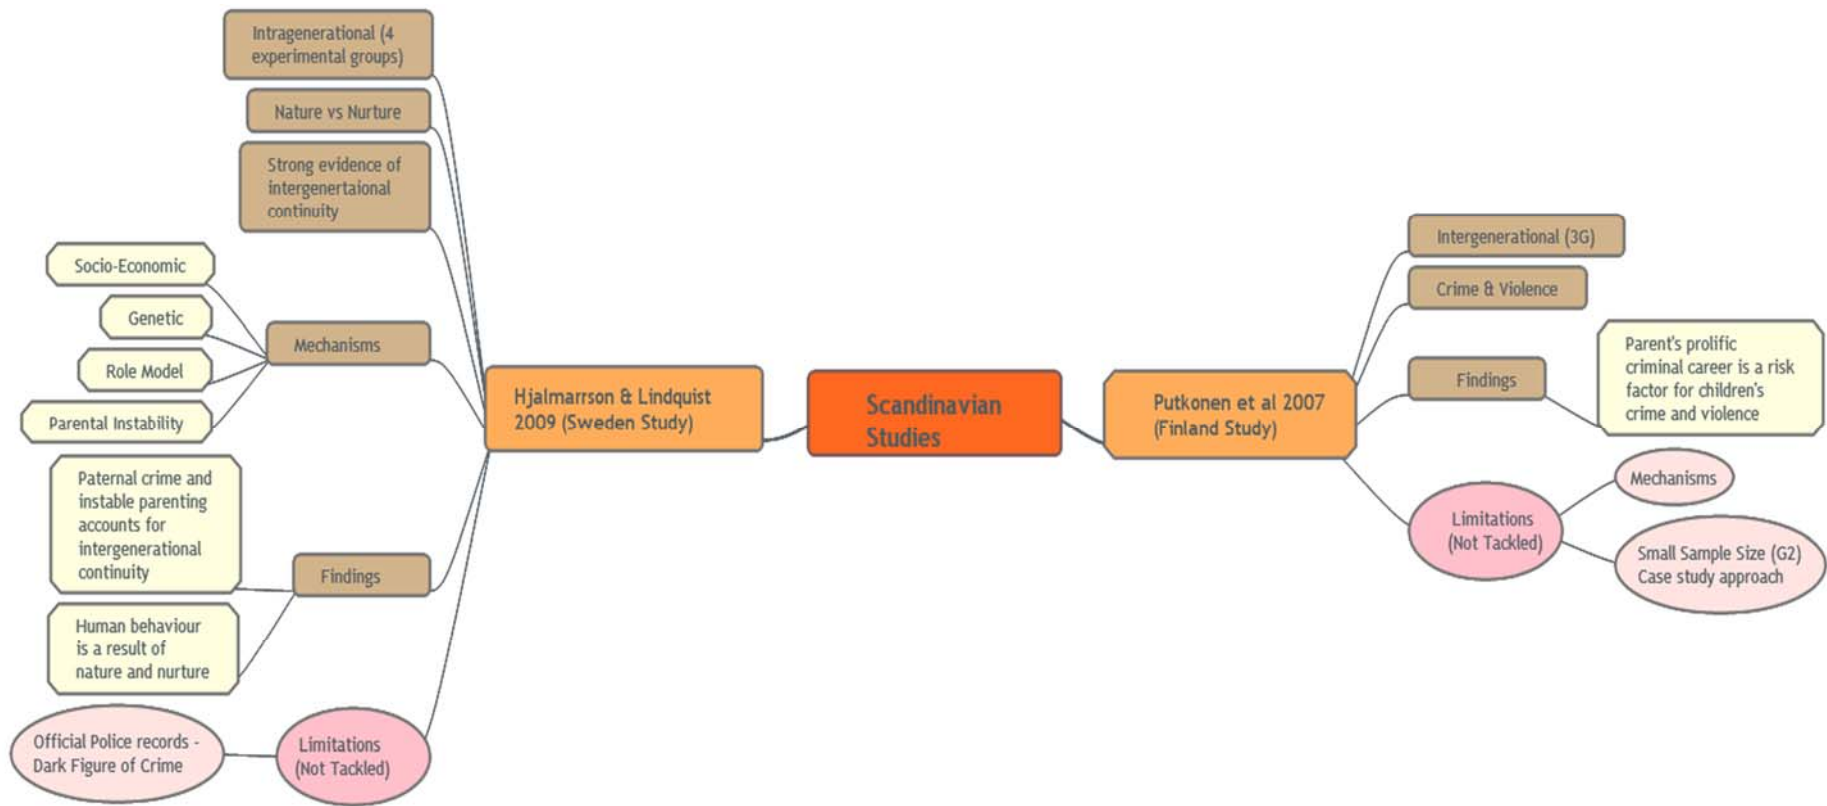 Intragenerational (4
experimental groups)
Nature vs Nurture
Strong evidence of
intergenertaional
continuity
Socio-Economic
Genetic
Role Model
Parental Instability
Mechanisms
Paternal crime and
instable parenting
accounts for
intergenerational
continuity
Human behaviour
is a result of
nature and nurture
Findings
Official Police records -
Dark Figure of Crime
Limitations
(Not Tackled)
Hjalmarrson & Lindquist
2009 (Sweden Study)
Scandinavian
Studies
Putkonen et al 2007
(Finland Study)
Intergenerational (3G)
Crime & Violence
Findings
Parent's prolific
criminal career is a risk
factor for children's
crime and violence
Limitations
(Not Tackled)
Mechanisms
Small Sample Size (G2)
Case study approach